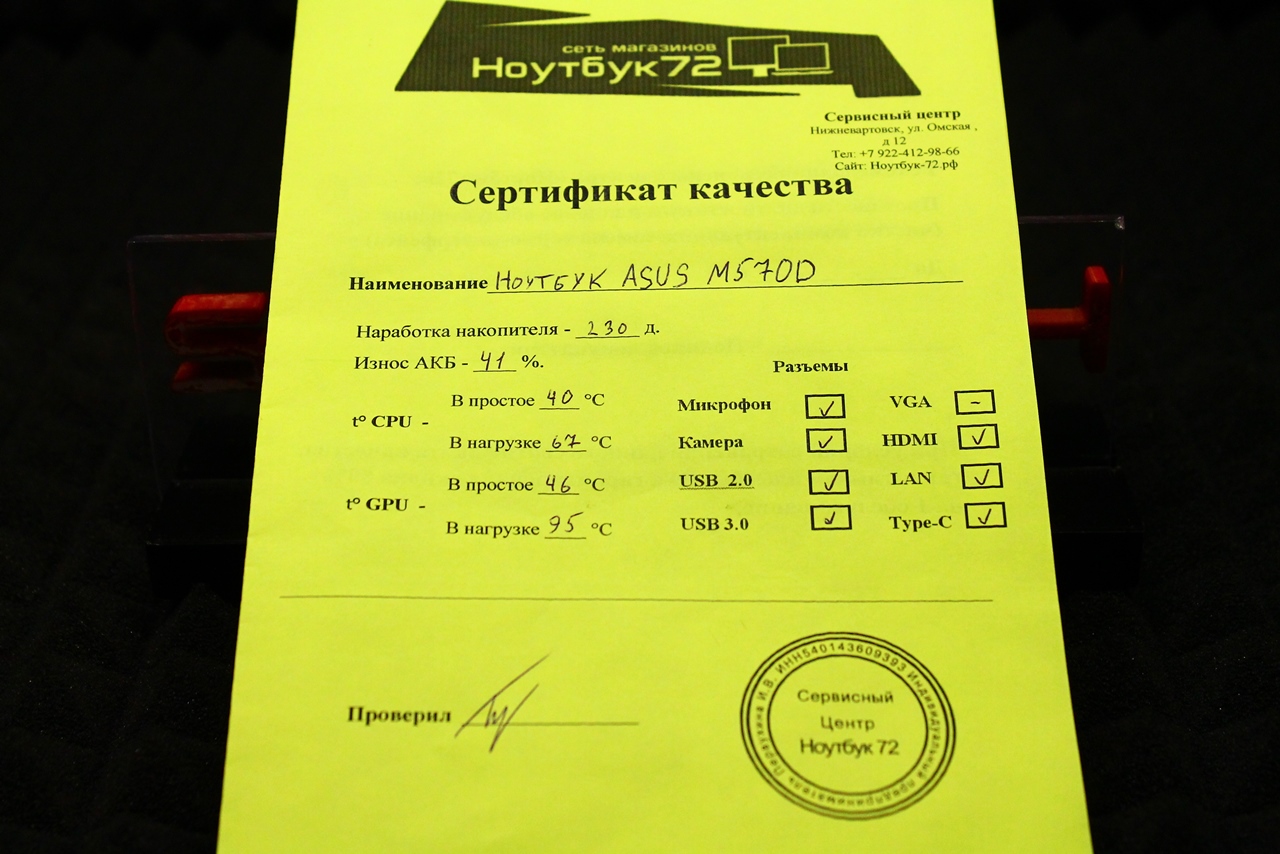 сеть магазинов
Ноутбук72
Сервисный центр
Нижневартовск, ул. Омская ,
д 12
Тел: +7 922-412-98-66
Сайт: Ноутбук-72.рф
Сертификат качества
Наименование Ноутбук ASUS M570D
Наработка накопителя - 230 д.
Износ АКБ - 41 %.
Разъемы
t° CPU -
В простое 40 °C
В нагрузке 67 °C
t° GPU -
В простое 46 °C
В нагрузке 95 °C
Микрофон ✓ VGA –
Камера ✓ HDMI ✓
USB 2.0 ✓ LAN ✓
USB 3.0 ✓ Type-C ✓
Проверил
И.В. ИНН540143609393 Индивидуальный предприниматель
Сервисный
Центр
Ноутбук 72